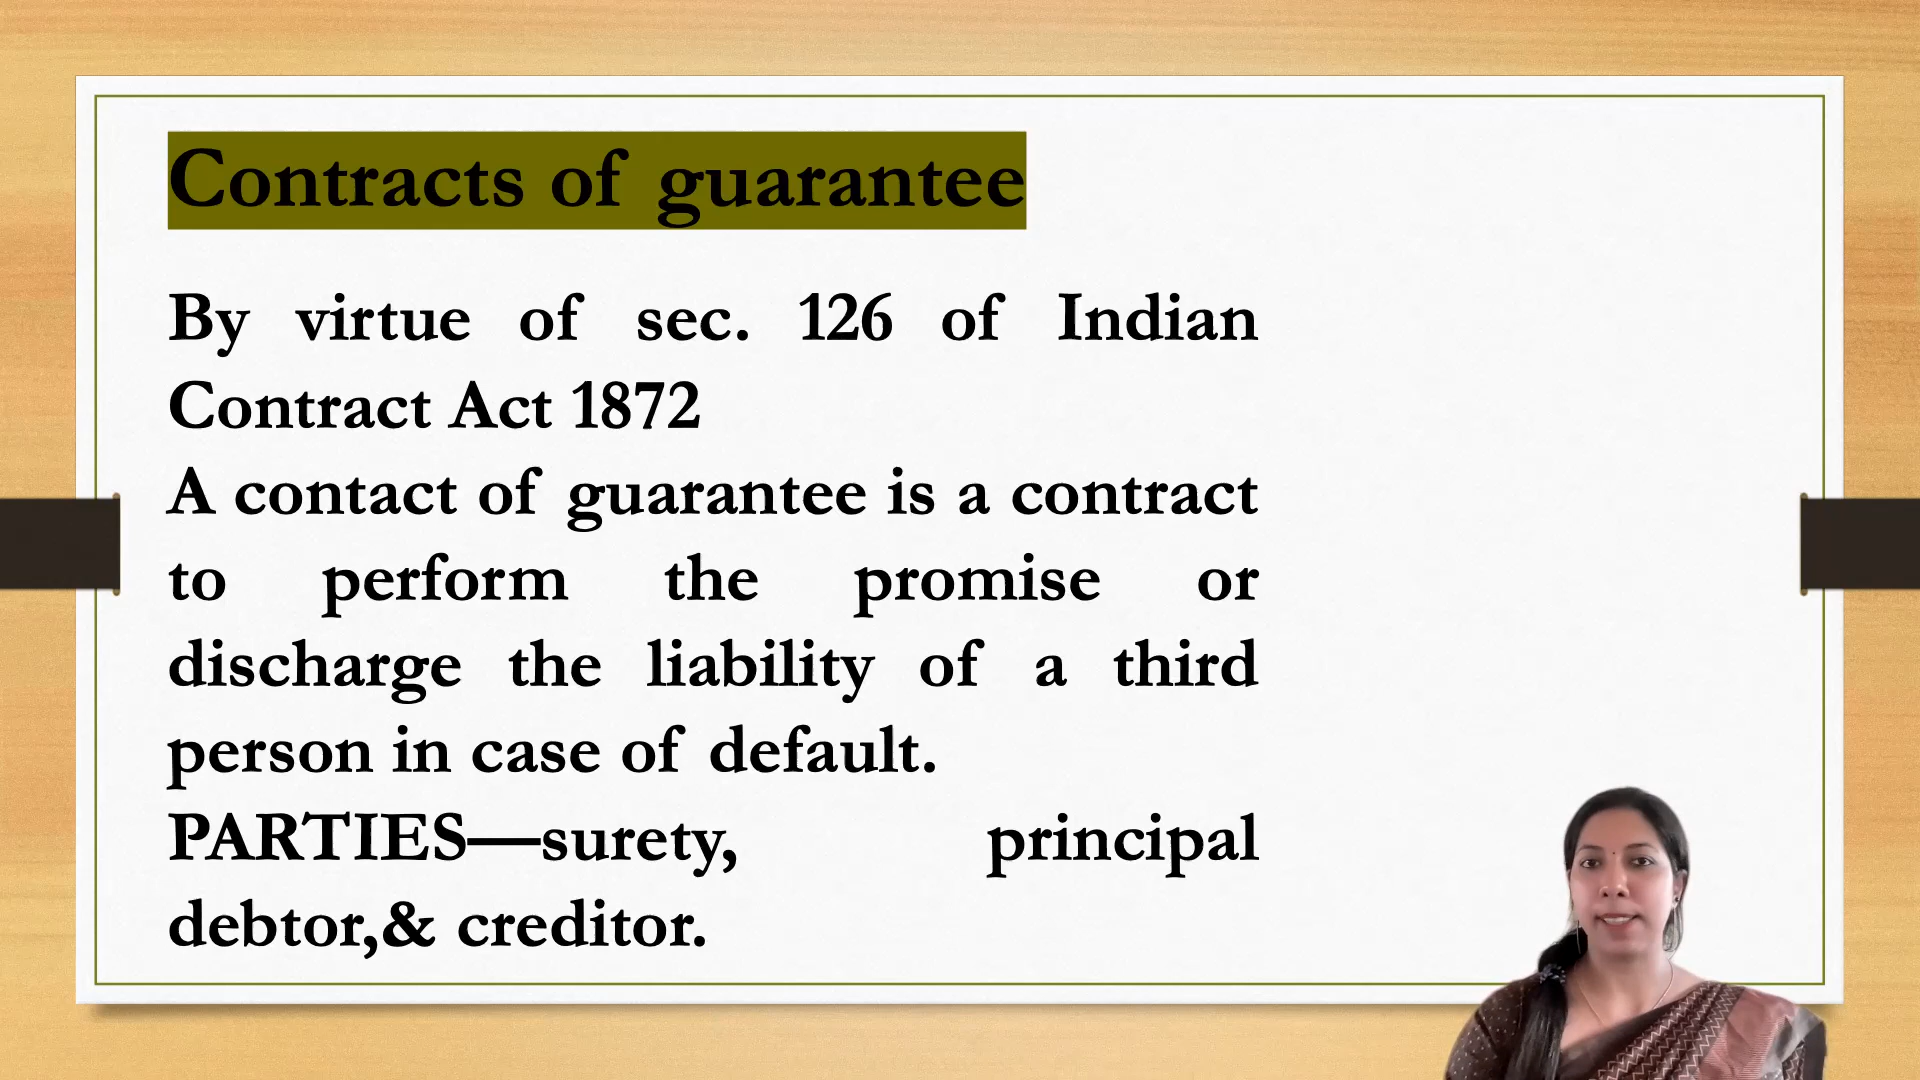 Contracts of guarantee
By virtue of sec. 126 of Indian
Contract Act 1872
A contact of guarantee is a contract
to perform the promise or
discharge the liability of a third
person in case of default.
PARTIES—surety, principal
debtor,& creditor.